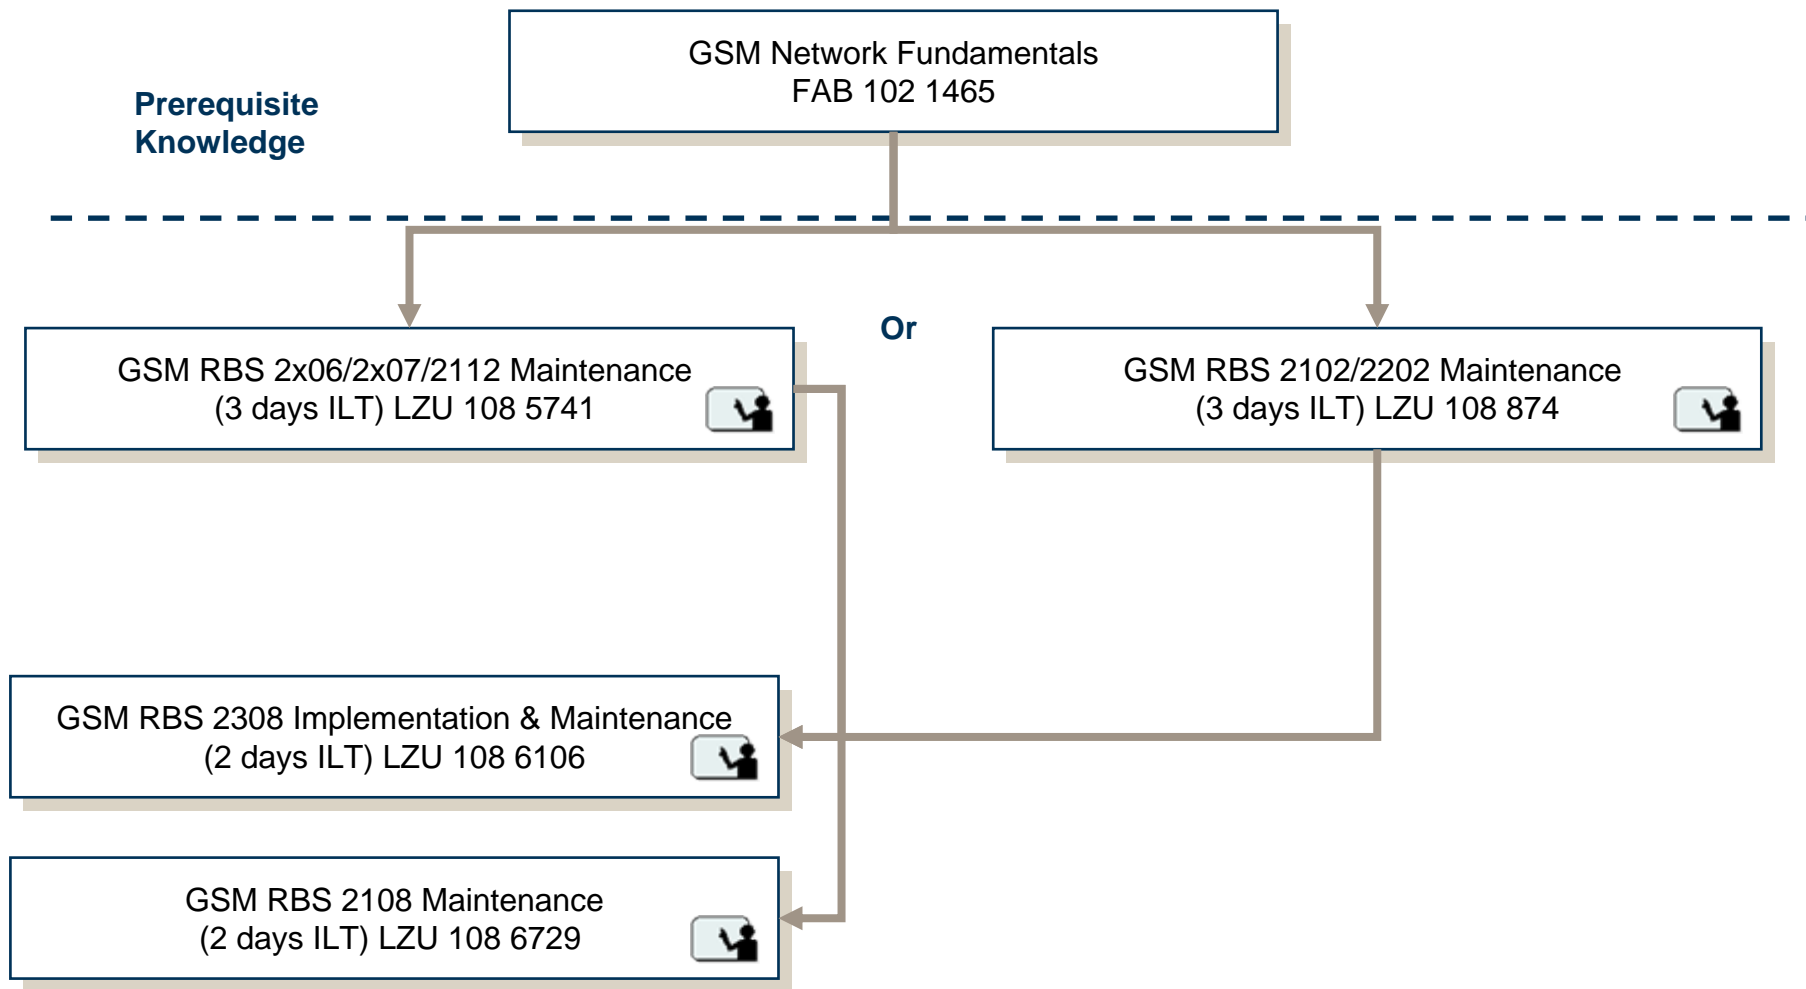 GSM Network Fundamentals
FAB 102 1465
Prerequisite
Knowledge
Or
GSM RBS 2x06/2x07/2112 Maintenance
(3 days ILT) LZU 108 5741
GSM RBS 2102/2202 Maintenance
(3 days ILT) LZU 108 874
GSM RBS 2308 Implementation & Maintenance
(2 days ILT) LZU 108 6106
GSM RBS 2108 Maintenance
(2 days ILT) LZU 108 6729